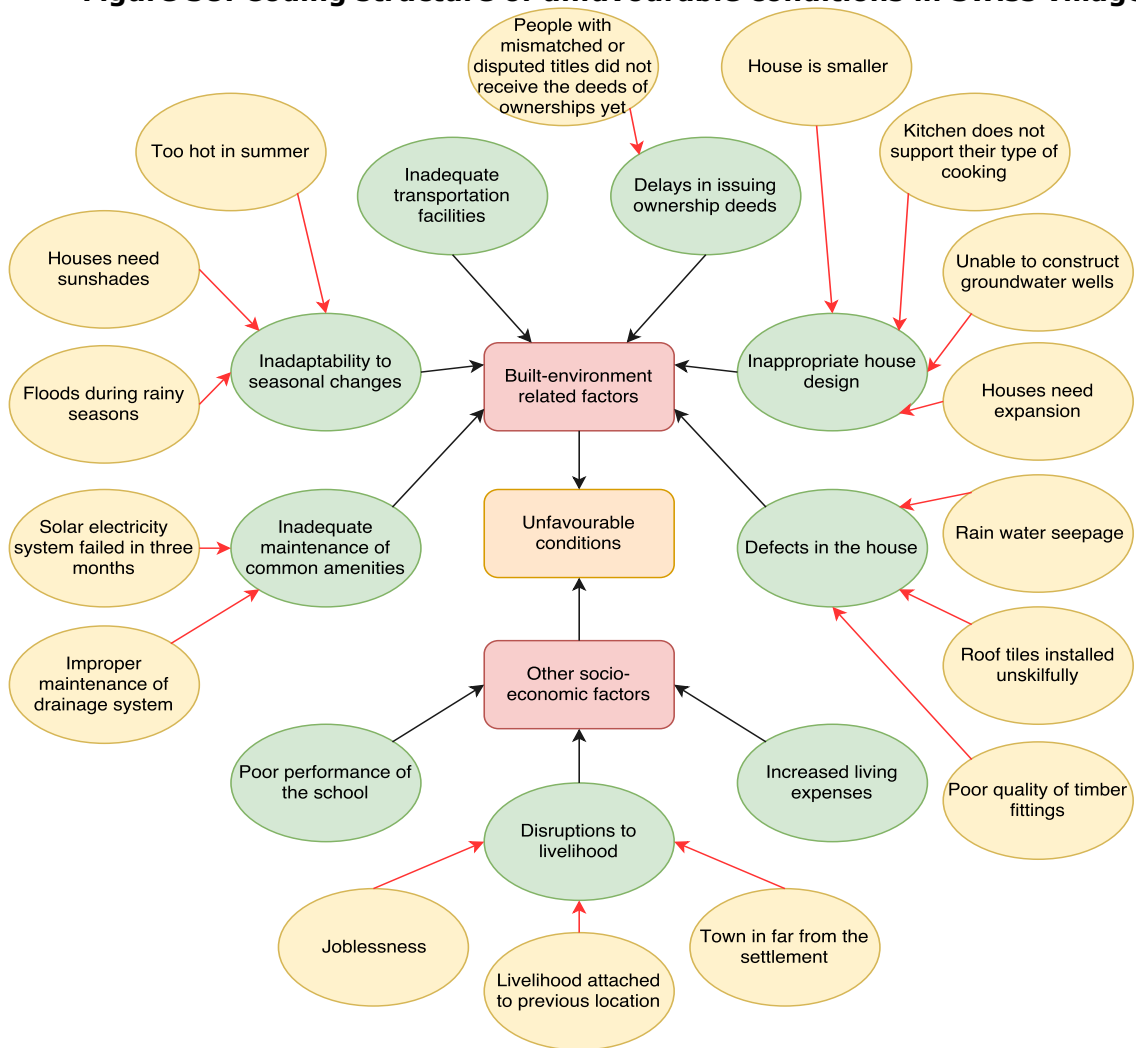 People with
mismatched or
disputed titles did not
receive the deeds of
ownerships yet
House is smaller
Too hot in summer
Inadequate
transportation
facilities
Delays in issuing
ownership deeds
Kitchen does not
support their type of
cooking
Houses need
sunshades
Unable to construct
groundwater wells
Inadaptability to
seasonal changes
Built-environment
related factors
Inappropriate house
design
Floods during rainy
seasons
Houses need
expansion
Solar electricity
system failed in three
months
Inadequate
maintenance of
common amenities
Unfavourable
conditions
Defects in the house
Rain water seepage
Improper
maintenance of
drainage system
Other socio-
economic factors
Roof tiles installed
unskilfully
Poor performance of
the school
Disruptions to
livelihood
Increased living
expenses
Poor quality of timber
fittings
Joblessness
Livelihood attached
to previous location
Town in far from the
settlement